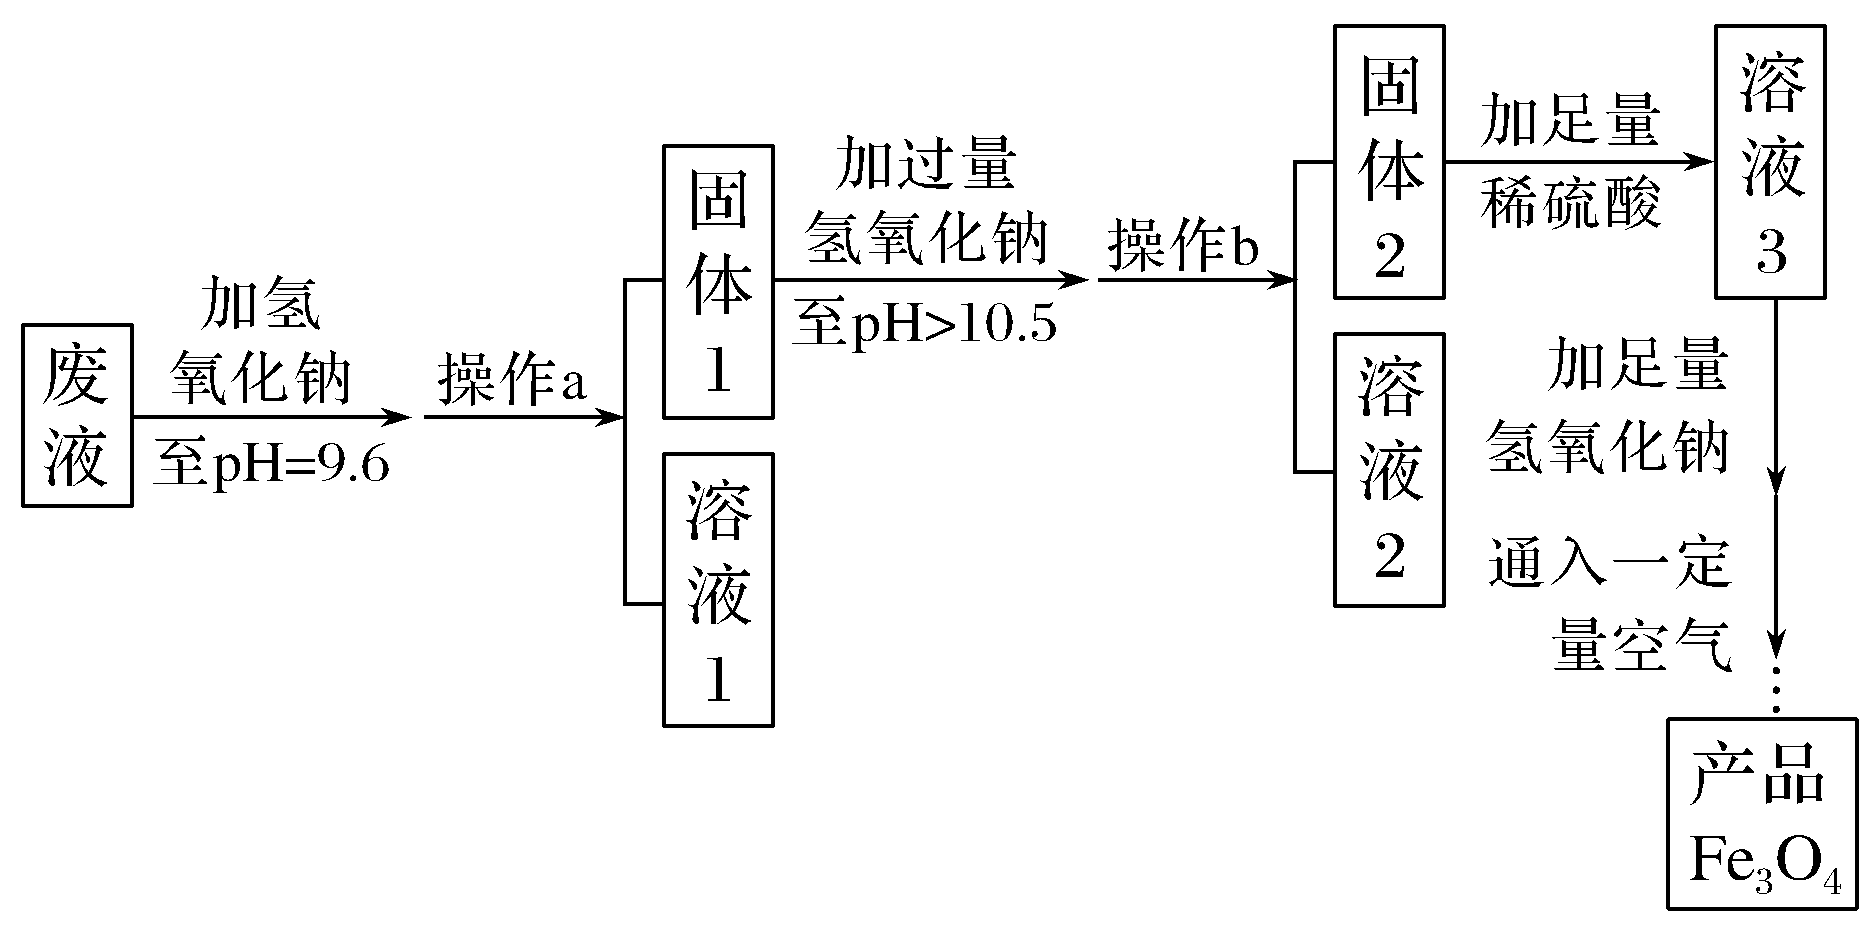 废液
加氢
氧化钠
至pH=9.6
操作a
固体1
溶液1
加过量
氢氧化钠
至pH>10.5
操作b
固体2
溶液2
加足量
稀硫酸
溶液3
加足量
氢氧化钠
通入一定
量空气
产品
Fe₃O₄